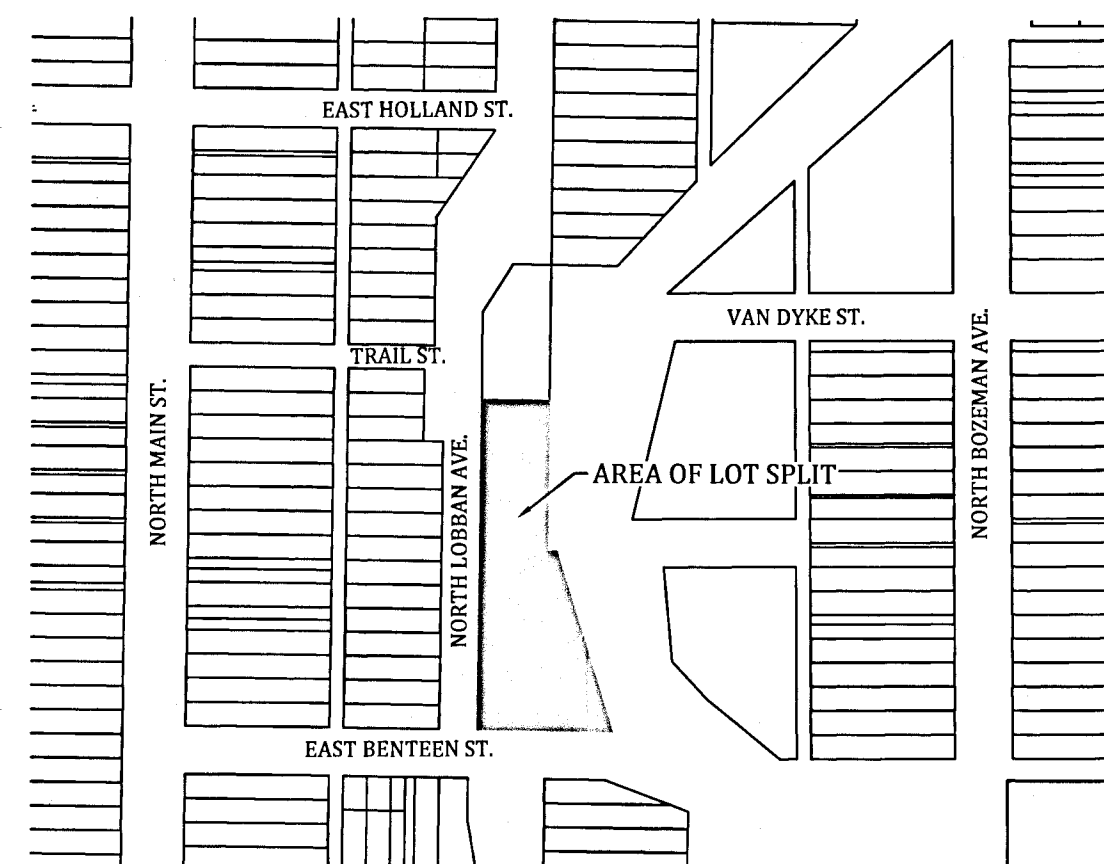 EAST HOLLAND ST.
VAN DYKE ST.
TRAIL ST.
NORTH MAIN ST.
NORTH LOBBAN AVE.
AREA OF LOT SPLIT
NORTH BOZEMAN AVE.
EAST BENTEEN ST.